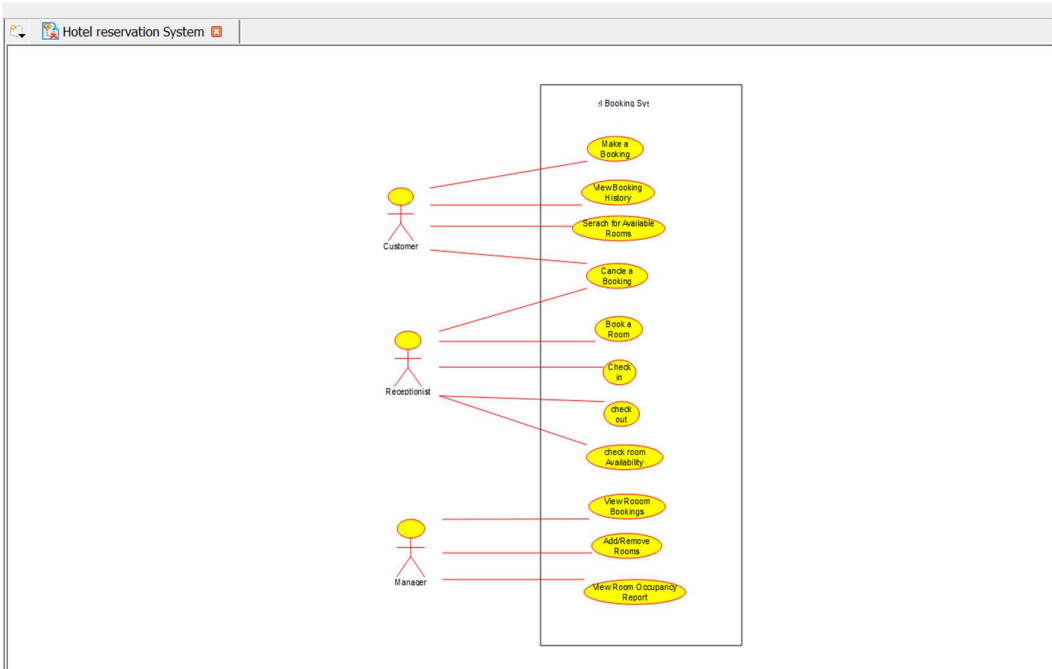 Hotel reservation System
el Booking Sys
Make a
Booking
View Booking
History
Serach for Available
Rooms
Customer
Cancle a
Booking
Book a
Room
Receptionist
Check
in
check
out
check room
Availability
View Rooom
Bookings
Add/Remove
Rooms
Manager
View Room Occupancy
Report